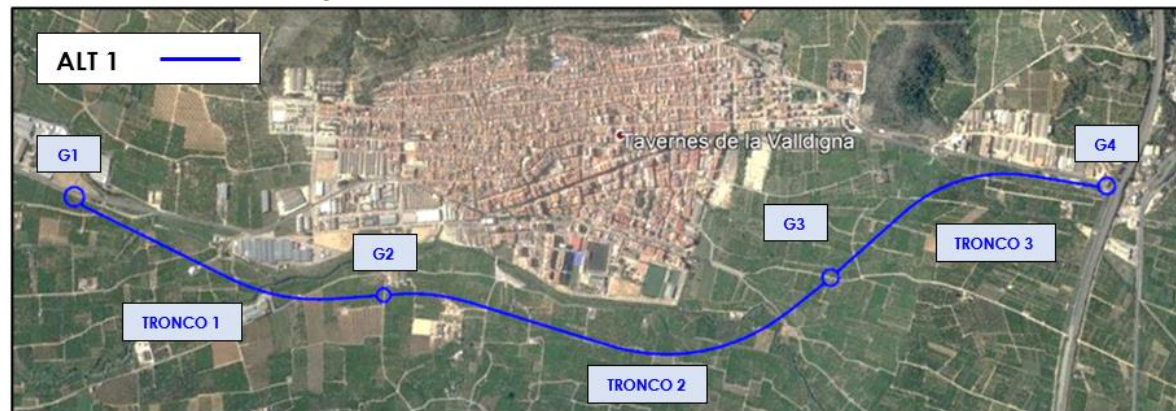 ALT 1
G1
Tavernes de la Valldigna
G4
G3
G2
TRONCO 3
TRONCO 1
TRONCO 2